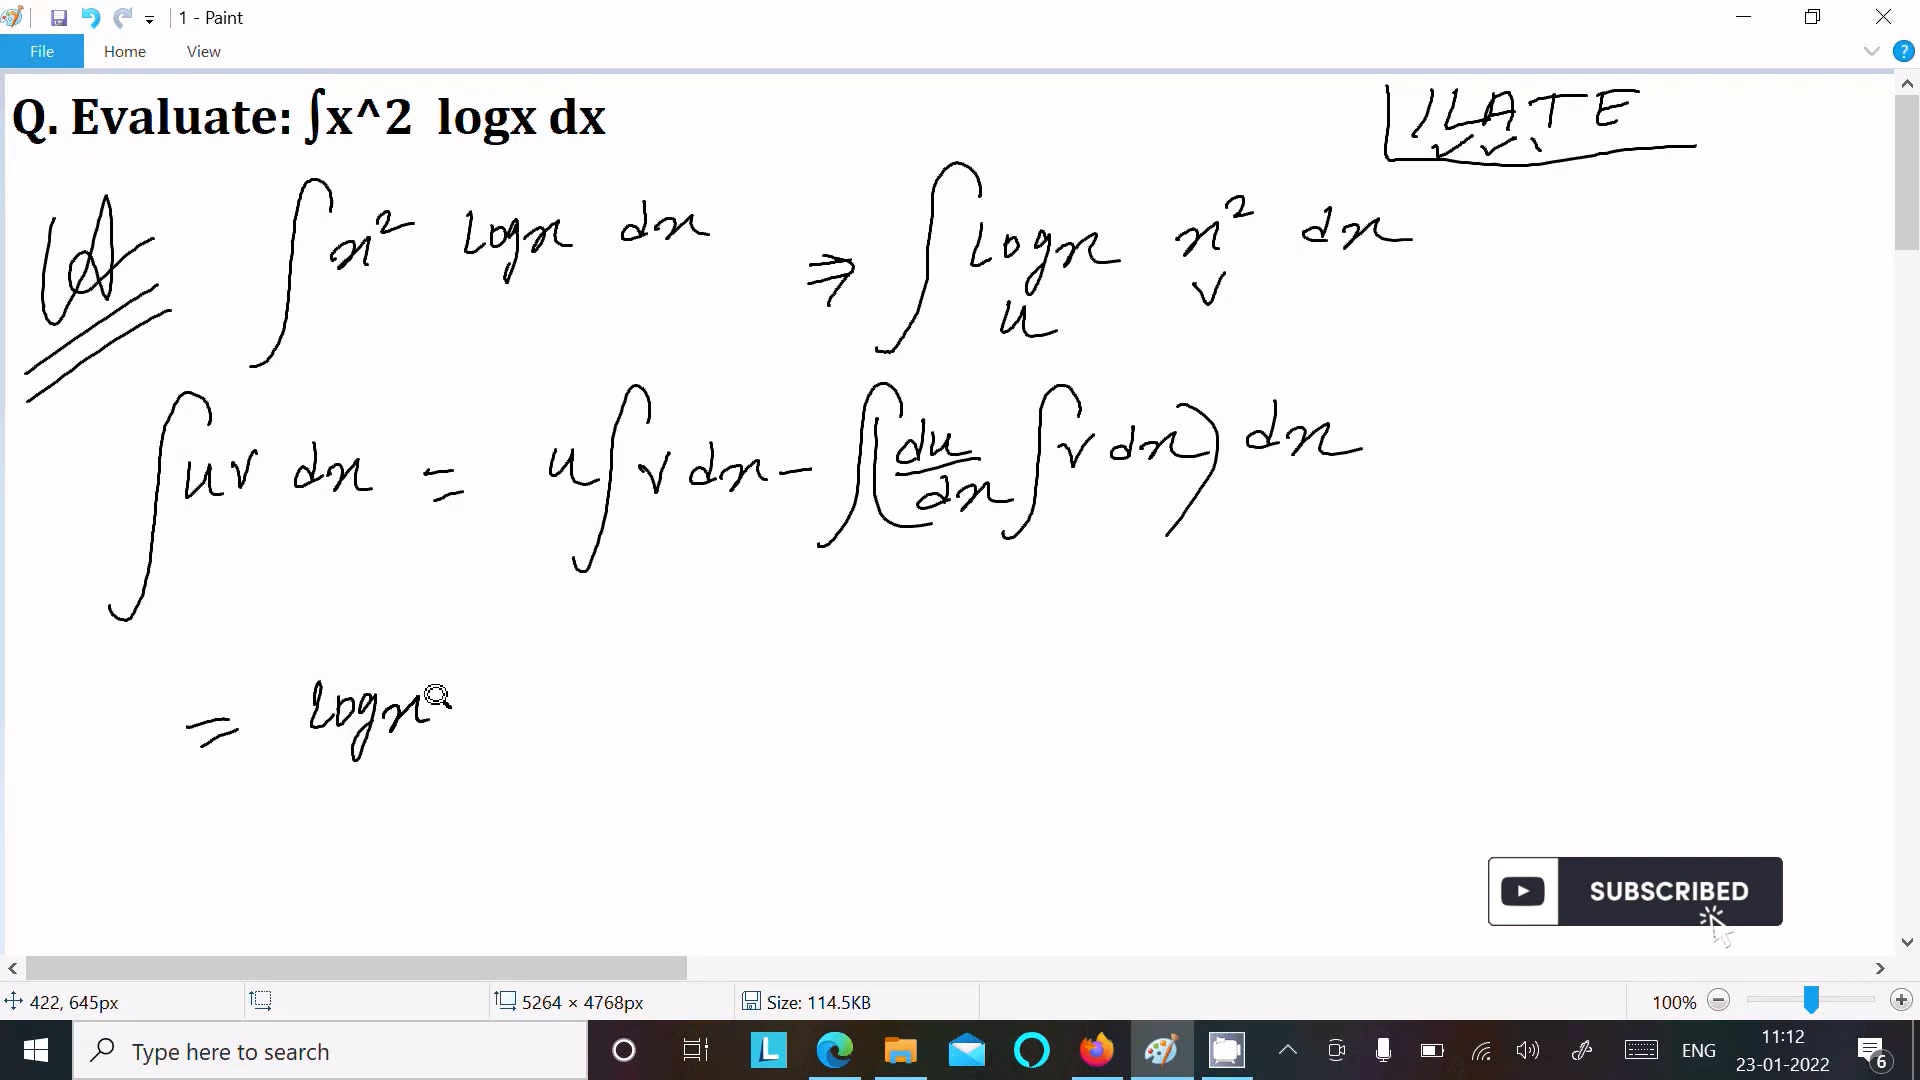 1 - Paint
File Home View
Q. Evaluate: ∫x^2 logx dx
ILATE
∫ x² logx dx ⇒ ∫ logx x² dx
u v
∫ uv dx = u ∫ v dx - ∫ (du/dx ∫ v dx) dx
= logx
SUBSCRIBED
422, 645px 5264 × 4768px Size: 114.5KB 100%
Type here to search
L
ENG
11:12
23-01-2022
6